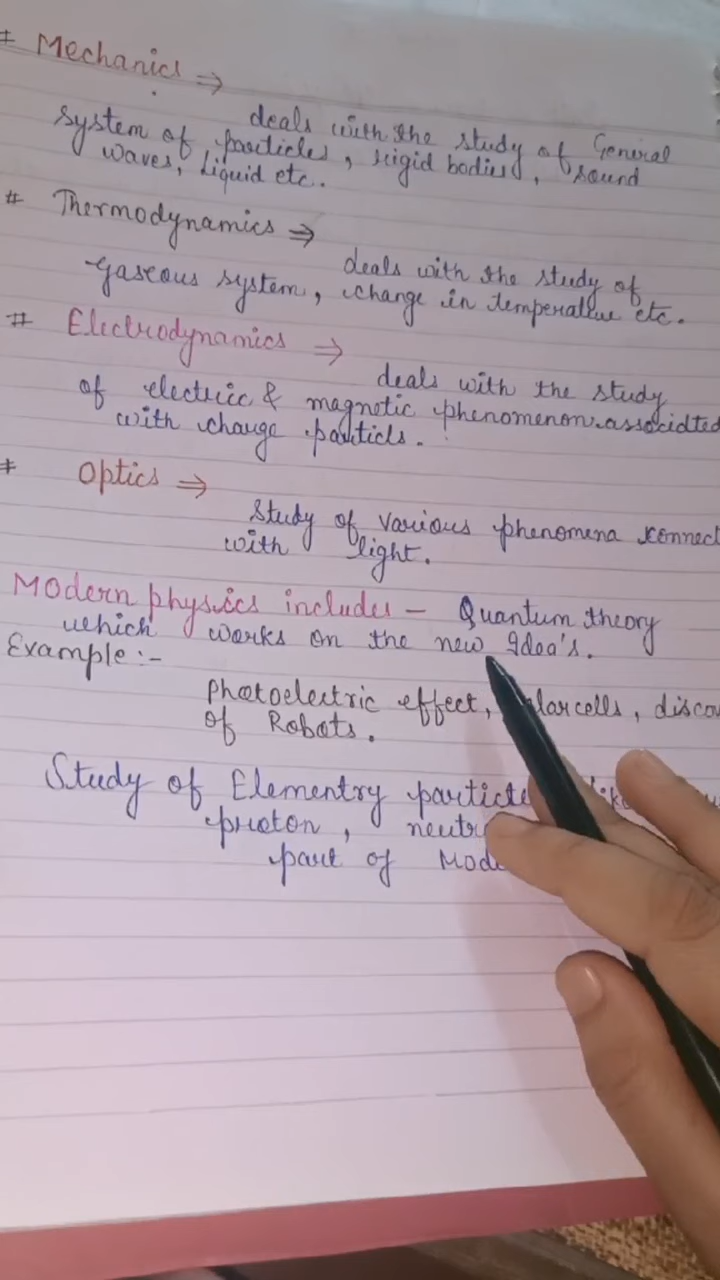 # Mechanics ⇒
deals with the study of General
system of particles, rigid bodies, sound
waves, Liquid etc.
# Thermodynamics ⇒
deals with the study of
Gaseous system, change in temperature etc.
# Electrodynamics ⇒
deals with the study
of electric & magnetic phenomenon associdted
with charge particls.
# Optics ⇒
Study of various phenomena connect
with light.
Modern physics includes - Quantum theory
which works on the new Idea's.
Example :-
Photoelectric effect, larcells, disco
of Robots.
Study of Elementry particle
proton, neutr
part of Mod